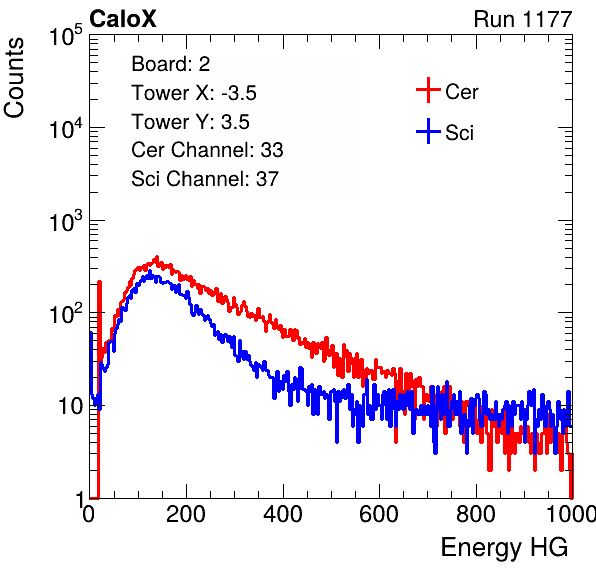 CaloX Run 1177
Counts
10^5
10^4
10^3
10^2
10
1
Board: 2
Tower X: -3.5
Tower Y: 3.5
Cer Channel: 33
Sci Channel: 37
Cer
Sci
0 200 400 600 800 1000
Energy HG